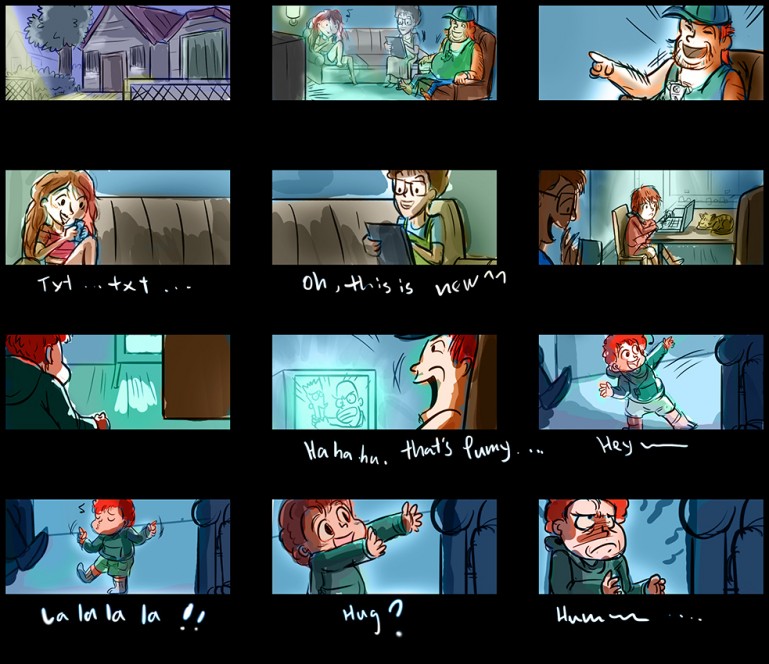 Txt ... txt ...
Oh, this is new ^^
Ha ha ha. that's funny ...
Hey
La la la la !!
Hug ?
Humm ....